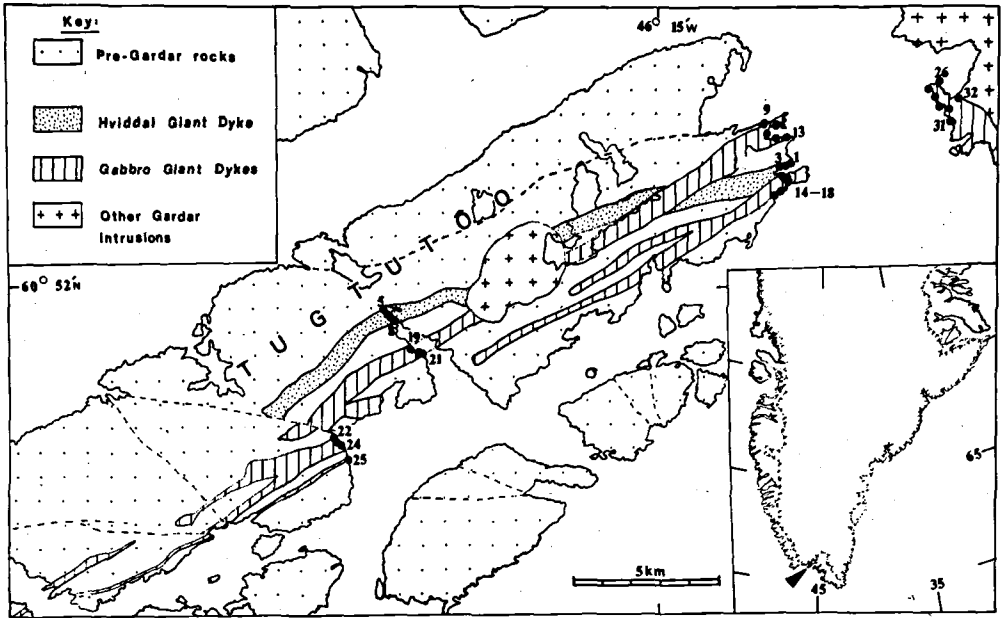 Key:
Pre-Gardar rocks
Hviddal Giant Dyke
Gabbro Giant Dykes
Other Gardar
Intrusions
46° 15'W
60° 52'N
TUGTUTÔQ
26
32
31
9
13
3
1
14–18
5
19
21
22
24
25
5km
65
45
35